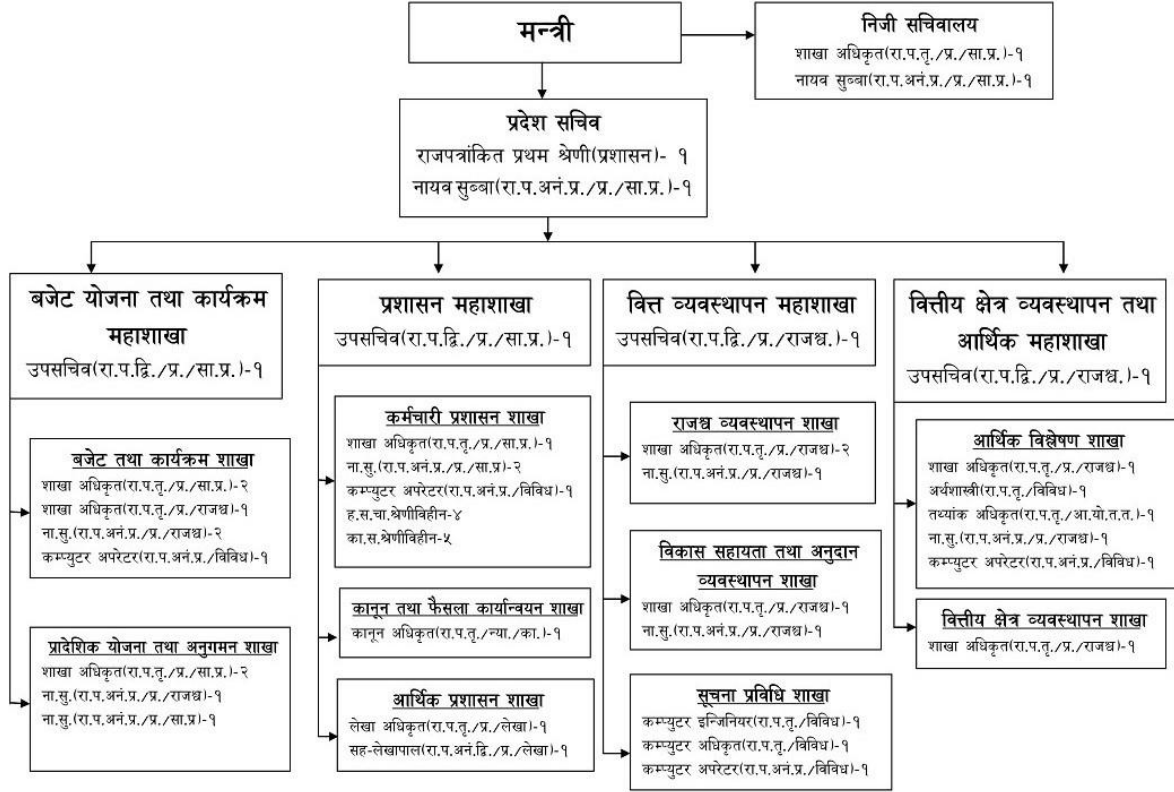 मन्त्री
निजी सचिवालय
शाखा अधिकृत(रा.प.तृ./प्र./सा.प्र.)-१
नायव सुब्बा(रा.प.अनं.प्र./प्र./सा.प्र.)-१
प्रदेश सचिव
राजपत्रांकित प्रथम श्रेणी(प्रशासन)- १
नायव सुब्बा(रा.प.अनं.प्र./प्र./सा.प्र.)-१
बजेट योजना तथा कार्यक्रम
महाशाखा
उपसचिव(रा.प.द्वि./प्र./सा.प्र.)-१
बजेट तथा कार्यक्रम शाखा
शाखा अधिकृत(रा.प.तृ./प्र./सा.प्र.)-२
शाखा अधिकृत(रा.प.तृ./प्र./राजश्व)-१
ना.सु.(रा.प.अनं.प्र./प्र./राजश्व)-२
कम्प्युटर अपरेटर(रा.प.अनं.प्र./विविध)-१
प्रादेशिक योजना तथा अनुगमन शाखा
शाखा अधिकृत(रा.प.तृ./प्र./सा.प्र.)-२
ना.सु.(रा.प.अनं.प्र./प्र./राजश्व)-१
ना.सु.(रा.प.अनं.प्र./प्र./सा.प्र)-१
प्रशासन महाशाखा
उपसचिव(रा.प.द्वि./प्र./सा.प्र.)-१
कर्मचारी प्रशासन शाखा
शाखा अधिकृत(रा.प.तृ./प्र./सा.प्र.)-१
ना.सु.(रा.प.अनं.प्र./प्र./सा.प्र)-२
कम्प्युटर अपरेटर(रा.प.अनं.प्र./विविध)-१
ह.स.चा.श्रेणीविहीन-४
का.स.श्रेणीविहीन-५
कानून तथा फैसला कार्यान्वयन शाखा
कानून अधिकृत(रा.प.तृ./न्या./का.)-१
आर्थिक प्रशासन शाखा
लेखा अधिकृत(रा.प.तृ./प्र./लेखा)-१
सह-लेखापाल(रा.प.अनं.द्वि./प्र./लेखा)-१
वित्त व्यवस्थापन महाशाखा
उपसचिव(रा.प.द्वि./प्र./राजश्व.)-१
राजश्व व्यवस्थापन शाखा
शाखा अधिकृत(रा.प.तृ./प्र./राजश्व)-२
ना.सु.(रा.प.अनं.प्र./प्र./राजश्व)-१
विकास सहायता तथा अनुदान
व्यवस्थापन शाखा
शाखा अधिकृत(रा.प.तृ./प्र./राजश्व)-१
ना.सु.(रा.प.अनं.प्र./प्र./राजश्व)-१
सूचना प्रविधि शाखा
कम्प्युटर इन्जिनियर(रा.प.तृ./विविध)-१
कम्प्युटर अधिकृत(रा.प.तृ./विविध)-१
कम्प्युटर अपरेटर(रा.प.अनं.प्र./विविध)-१
वित्तीय क्षेत्र व्यवस्थापन तथा
आर्थिक महाशाखा
उपसचिव(रा.प.द्वि./प्र./राजश्व.)-१
आर्थिक विश्लेषण शाखा
शाखा अधिकृत(रा.प.तृ./प्र./राजश्व)-१
अर्थशास्त्री(रा.प.तृ./विविध)-१
तथ्यांक अधिकृत(रा.प.तृ./आ.यो.त.त.)-१
ना.सु.(रा.प.अनं.प्र./प्र./राजश्व)-१
कम्प्युटर अपरेटर(रा.प.अनं.प्र./विविध)-१
वित्तीय क्षेत्र व्यवस्थापन शाखा
शाखा अधिकृत(रा.प.तृ./प्र./राजश्व)-१